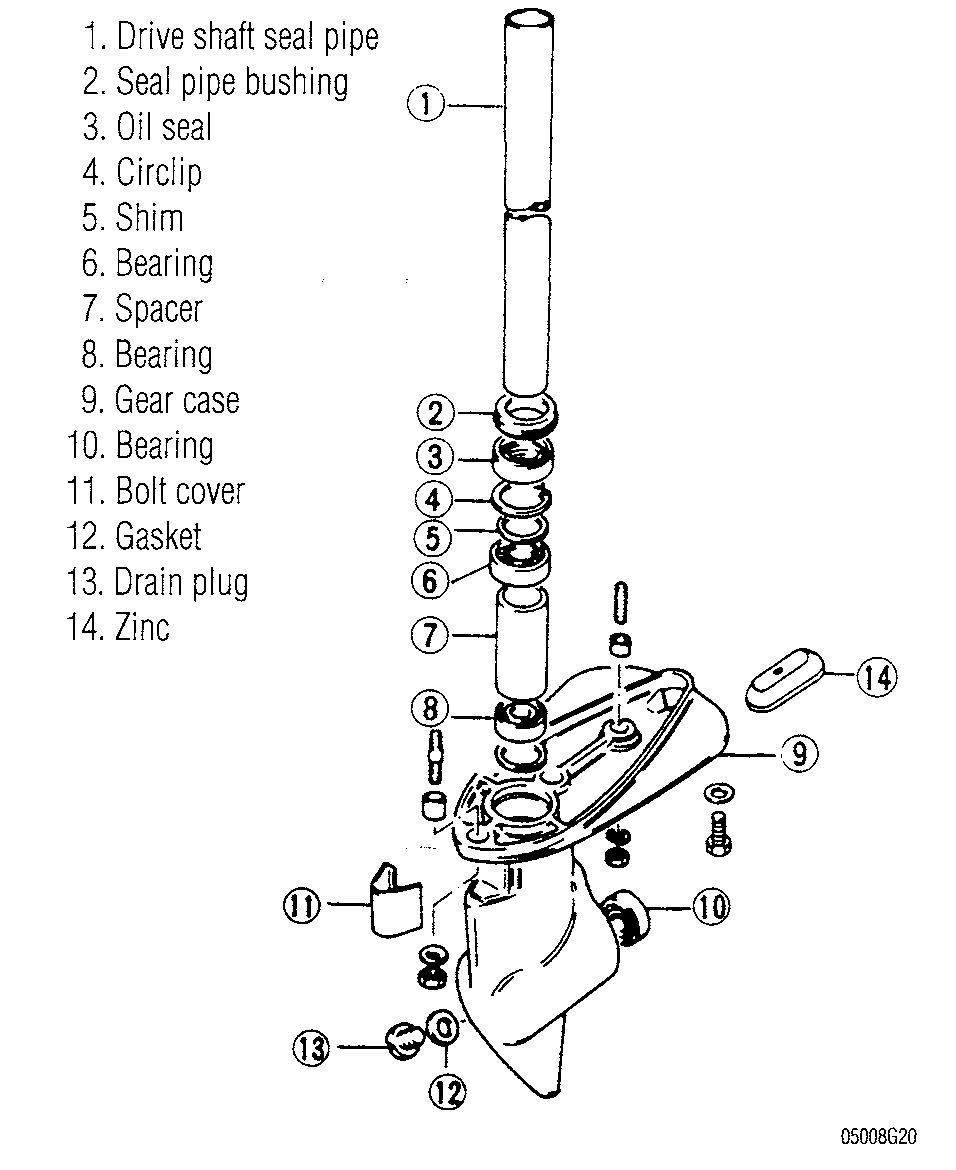 1. Drive shaft seal pipe
2. Seal pipe bushing
3. Oil seal
4. Circlip
5. Shim
6. Bearing
7. Spacer
8. Bearing
9. Gear case
10. Bearing
11. Bolt cover
12. Gasket
13. Drain plug
14. Zinc
1
2
3
4
5
6
7
8
14
9
11
10
13
12
05008G20